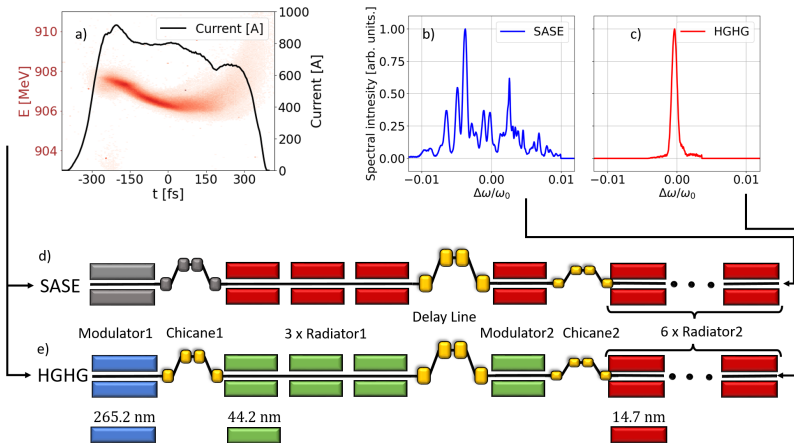 a)
Current [A]
E [MeV]
910
908
906
904
1000
800
600
400
200
0
Current [A]
-300 -150 0 150 300
t [fs]
b)
SASE
Spectral intnesity [arb. units.]
1.00
0.75
0.50
0.25
0.00
−0.01 0.00 0.01
Δω/ω₀
c)
HGHG
−0.01 0.00 0.01
Δω/ω₀
d)
SASE
Delay Line
Modulator1 Chicane1 3 x Radiator1 Modulator2 Chicane2 6 x Radiator2
e)
HGHG
265.2 nm 44.2 nm 14.7 nm